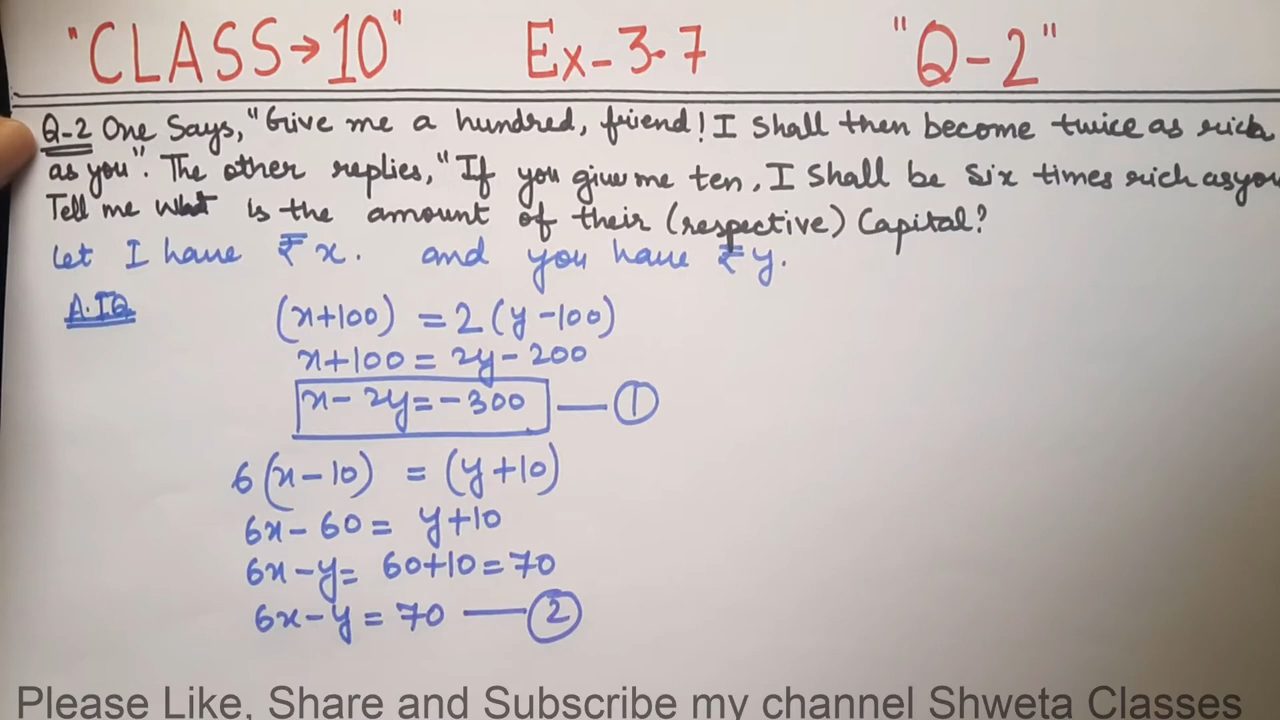 "CLASS→10" Ex-3.7 "Q-2"
Q-2 One Says, "Give me a hundred, friend! I Shall then become twice as rich
as you". The other replies, "If you give me ten, I Shall be Six times rich as you
Tell me what is the amount of their (respective) Capital?
Let I have ₹ x. and you have ₹ y.
A.T.Q
(x+100) = 2 (y-100)
x+100 = 2y-200
x-2y=-300 — ①
6(x-10) = (y+10)
6x-60 = y+10
6x-y= 60+10=70
6x-y = 70 — ②
Please Like, Share and Subscribe my channel Shweta Classes